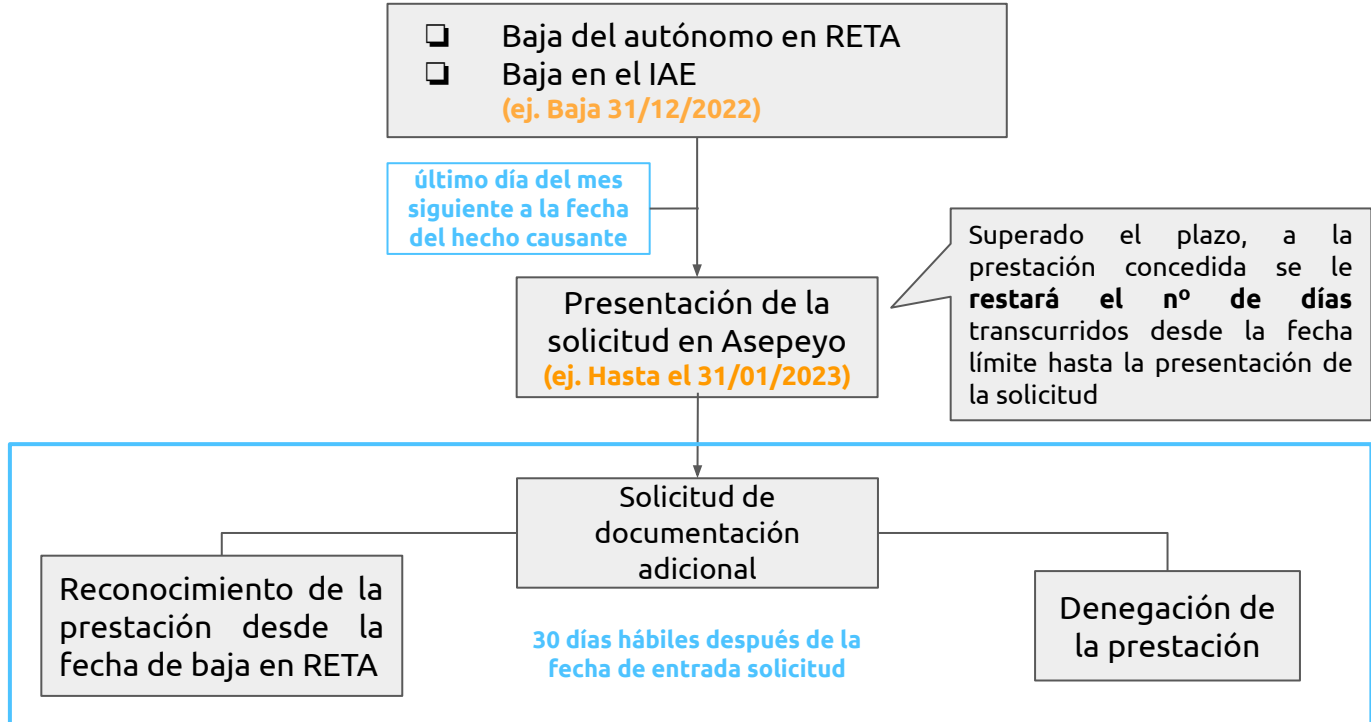 ❏ Baja del autónomo en RETA
❏ Baja en el IAE
(ej. Baja 31/12/2022)
último día del mes
siguiente a la fecha
del hecho causante
Superado el plazo, a la
prestación concedida se le
restará el nº de días
transcurridos desde la fecha
límite hasta la presentación de
la solicitud
Presentación de la
solicitud en Asepeyo
(ej. Hasta el 31/01/2023)
Solicitud de
documentación
adicional
Reconocimiento de la
prestación desde la
fecha de baja en RETA
30 días hábiles después de la
fecha de entrada solicitud
Denegación de
la prestación